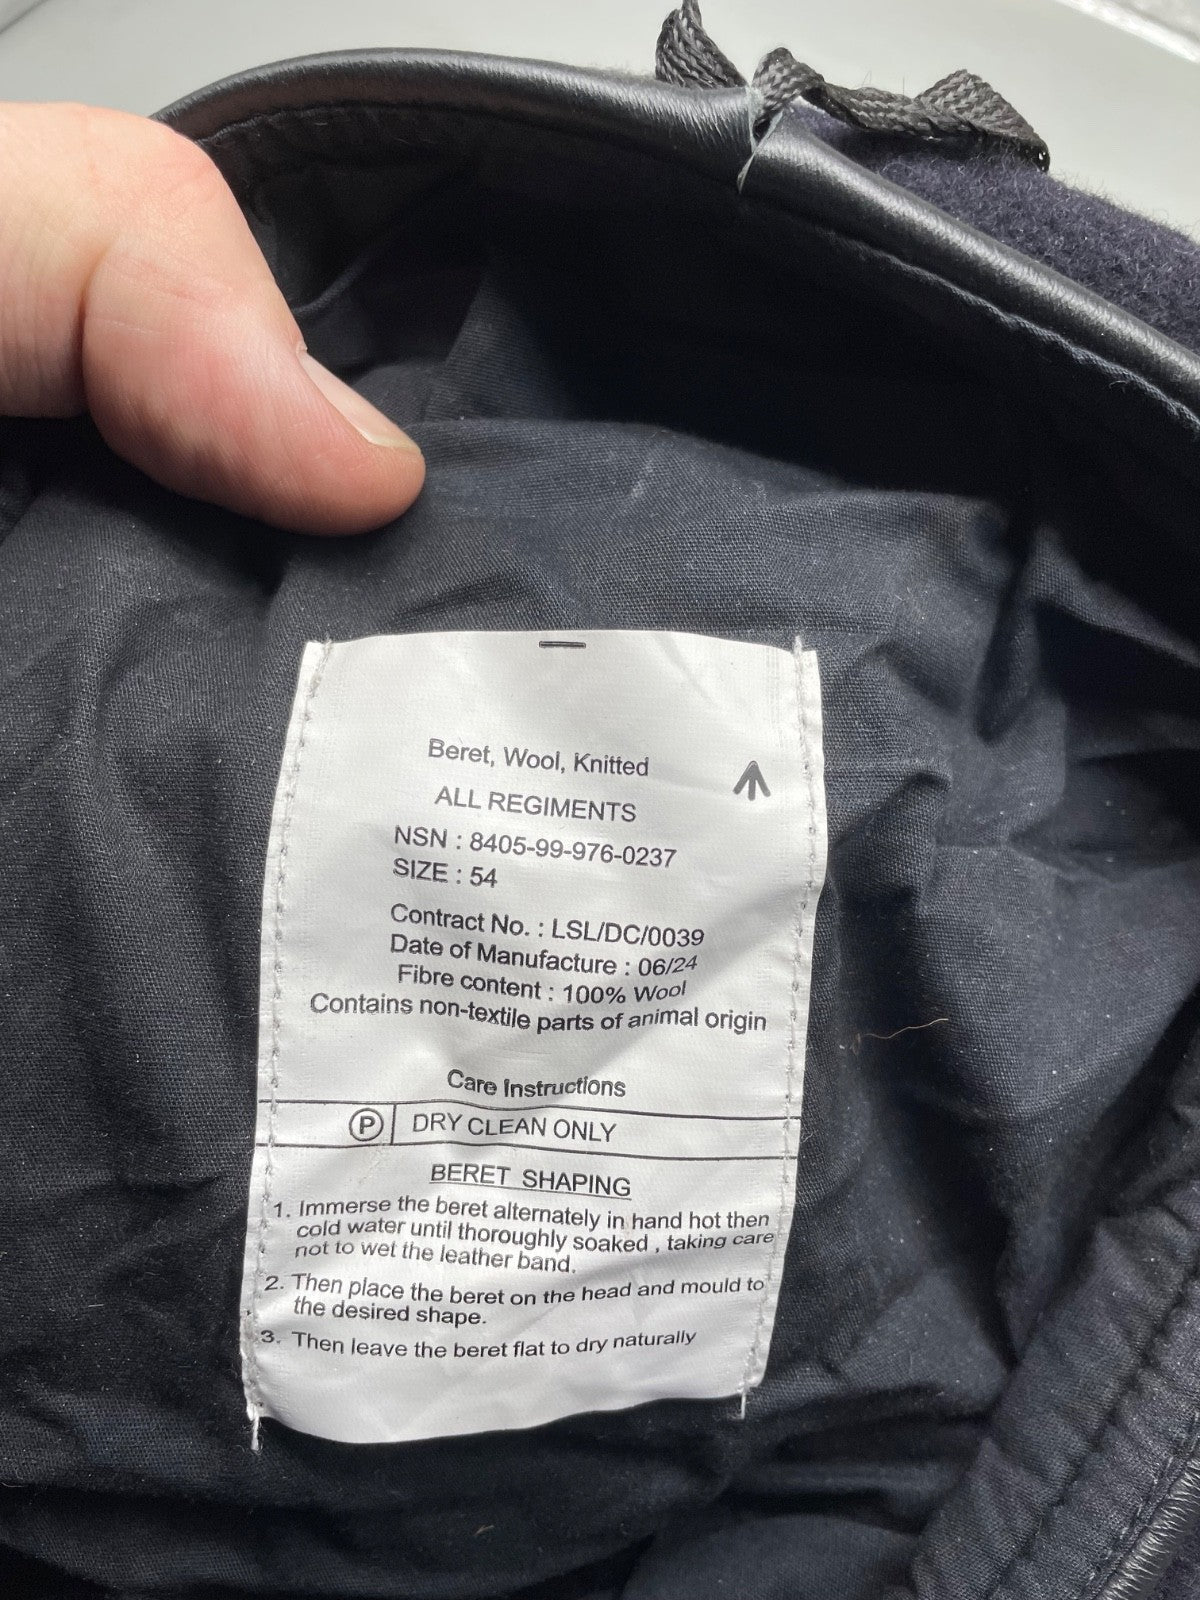 Beret, Wool, Knitted
ALL REGIMENTS
NSN : 8405-99-976-0237
SIZE : 54
Contract No. : LSL/DC/0039
Date of Manufacture : 06/24
Fibre content : 100% Wool
Contains non-textile parts of animal origin
Care Instructions
P DRY CLEAN ONLY
BERET SHAPING
1. Immerse the beret alternately in hand hot then
cold water until thoroughly soaked , taking care
not to wet the leather band.
2. Then place the beret on the head and mould to
the desired shape.
3. Then leave the beret flat to dry naturally